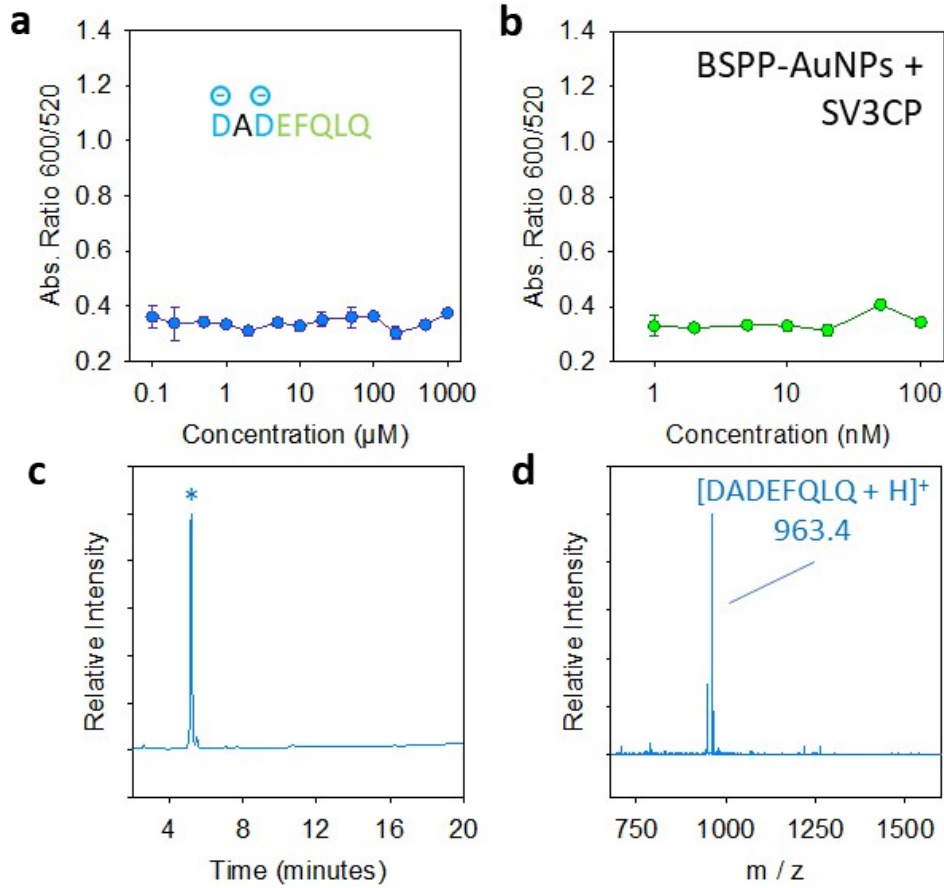 a
1.4
1.2
1.0
0.8
0.6
0.4
0.2
Abs. Ratio 600/520
⊖ ⊖
DADEFQLQ
0.1 1 10 100 1000
Concentration (µM)
b
1.4
1.2
1.0
0.8
0.6
0.4
0.2
Abs. Ratio 600/520
BSPP-AuNPs +
SV3CP
1 10 100
Concentration (nM)
c
Relative Intensity
*
4 8 12 16 20
Time (minutes)
d
Relative Intensity
[DADEFQLQ + H]⁺
963.4
750 1000 1250 1500
m / z